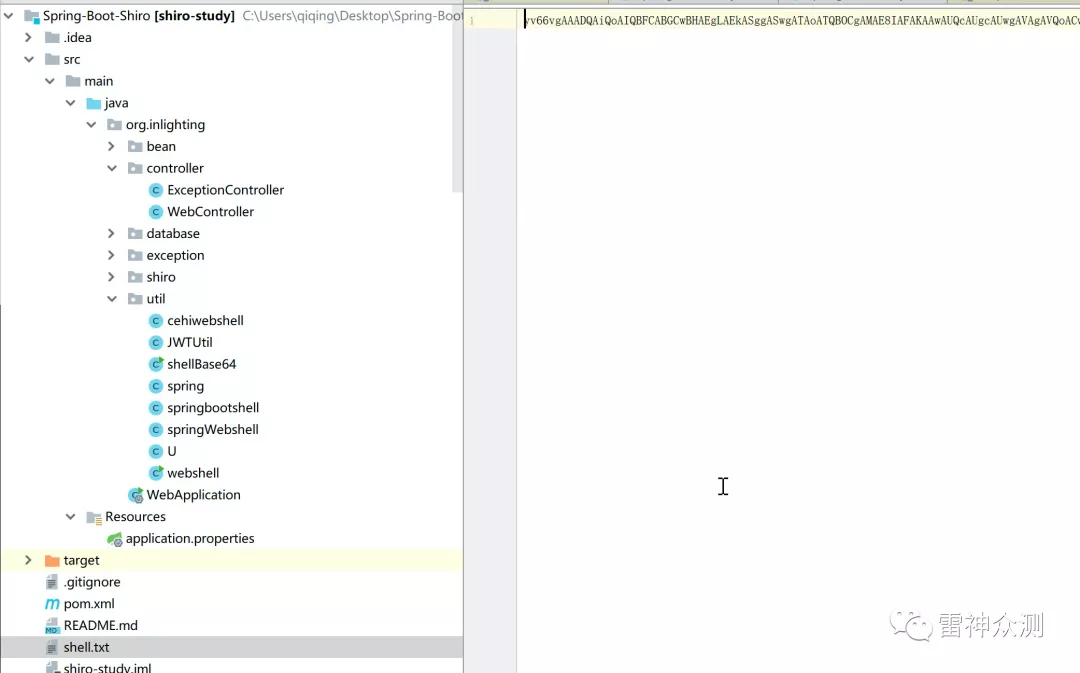 Spring-Boot-Shiro [shiro-study] C:\Users\qiqing\Desktop\Spring-Boot
.idea
src
main
java
org.inlighting
bean
controller
ExceptionController
WebController
database
exception
shiro
util
cehiwebshell
JWTUtil
shellBase64
spring
springbootshell
springWebshell
U
webshell
WebApplication
Resources
application.properties
target
.gitignore
pom.xml
README.md
shell.txt
shiro-study.iml
1
雷神众测